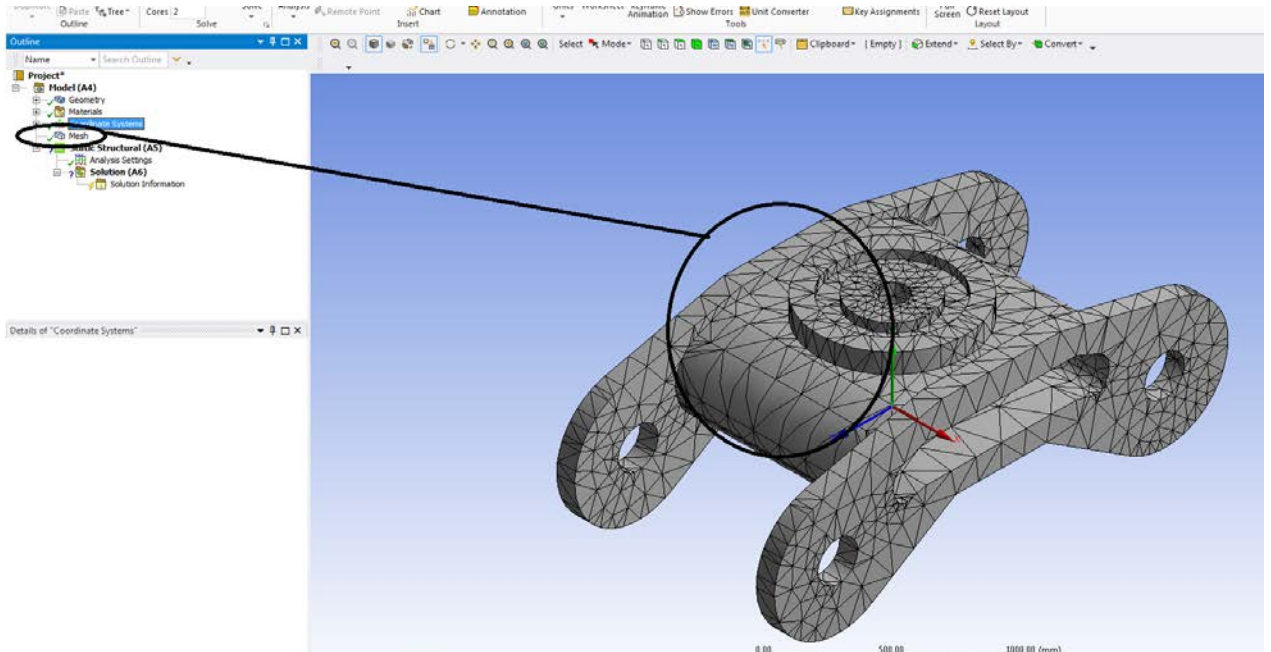 Paste Tree Cores 2 Remote Point Chart Annotation Animation Show Errors Unit Converter Key Assignments Screen Reset Layout
Outline Solve Insert Tools Layout
Outline
Name Search Outline
Select Mode Clipboard [ Empty ] Extend Select By Convert
Project*
Model (A4)
Geometry
Materials
Coordinate Systems
Mesh
Static Structural (A5)
Analysis Settings
Solution (A6)
Solution Information
Details of "Coordinate Systems"
0.00 500.00 1000.00 (mm)